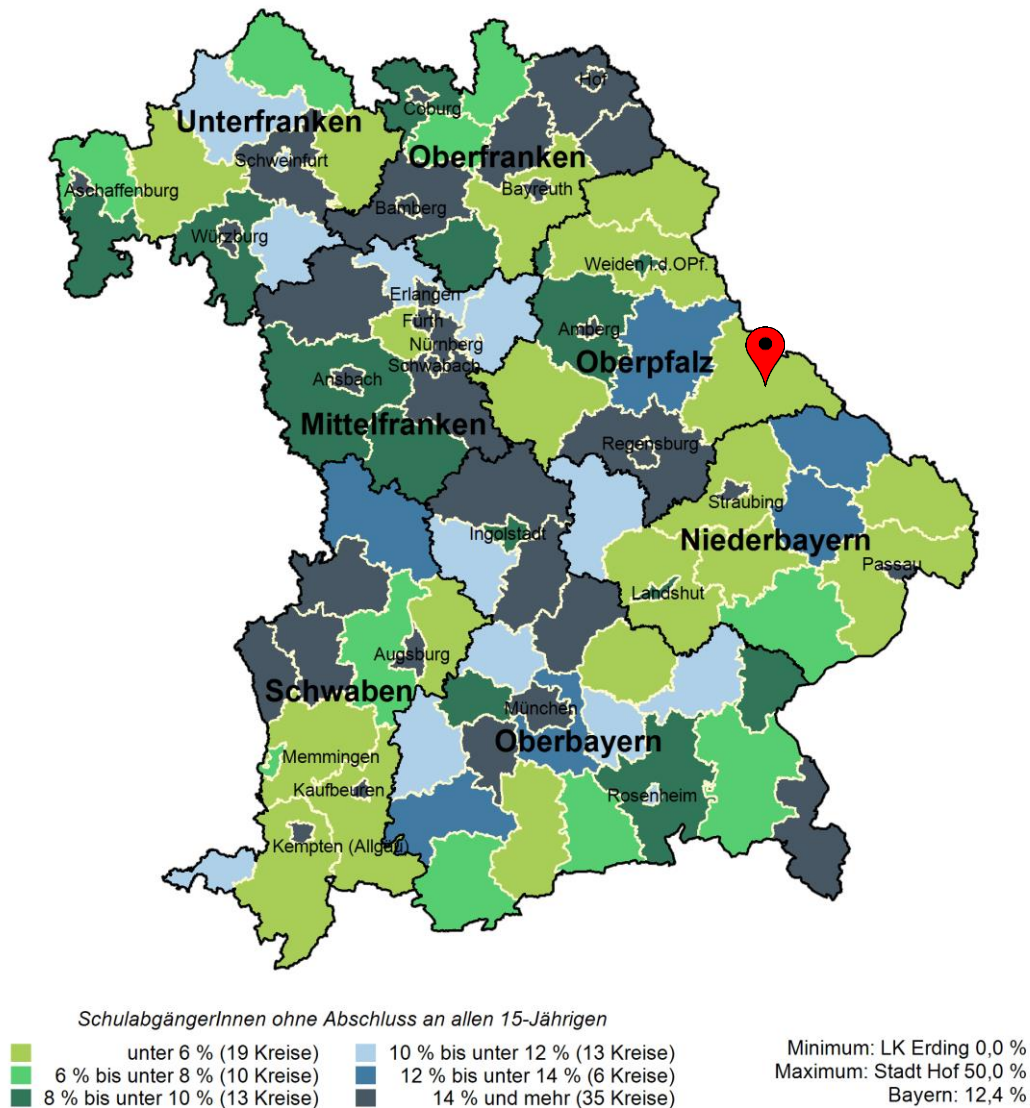 Hof
Coburg
Unterfranken
Schweinfurt
Oberfranken
Aschaffenburg
Bayreuth
Bamberg
Würzburg
Weiden i.d.OPf.
Erlangen
Fürth
Amberg
Nürnberg
Schwabach
Oberpfalz
Ansbach
Mittelfranken
Regensburg
Straubing
Ingolstadt
Niederbayern
Passau
Landshut
Augsburg
Schwaben
München
Oberbayern
Memmingen
Kaufbeuren
Rosenheim
Kempten (Allgäu)
SchulabgängerInnen ohne Abschluss an allen 15-Jährigen
unter 6 % (19 Kreise)
6 % bis unter 8 % (10 Kreise)
8 % bis unter 10 % (13 Kreise)
10 % bis unter 12 % (13 Kreise)
12 % bis unter 14 % (6 Kreise)
14 % und mehr (35 Kreise)
Minimum: LK Erding 0,0 %
Maximum: Stadt Hof 50,0 %
Bayern: 12,4 %